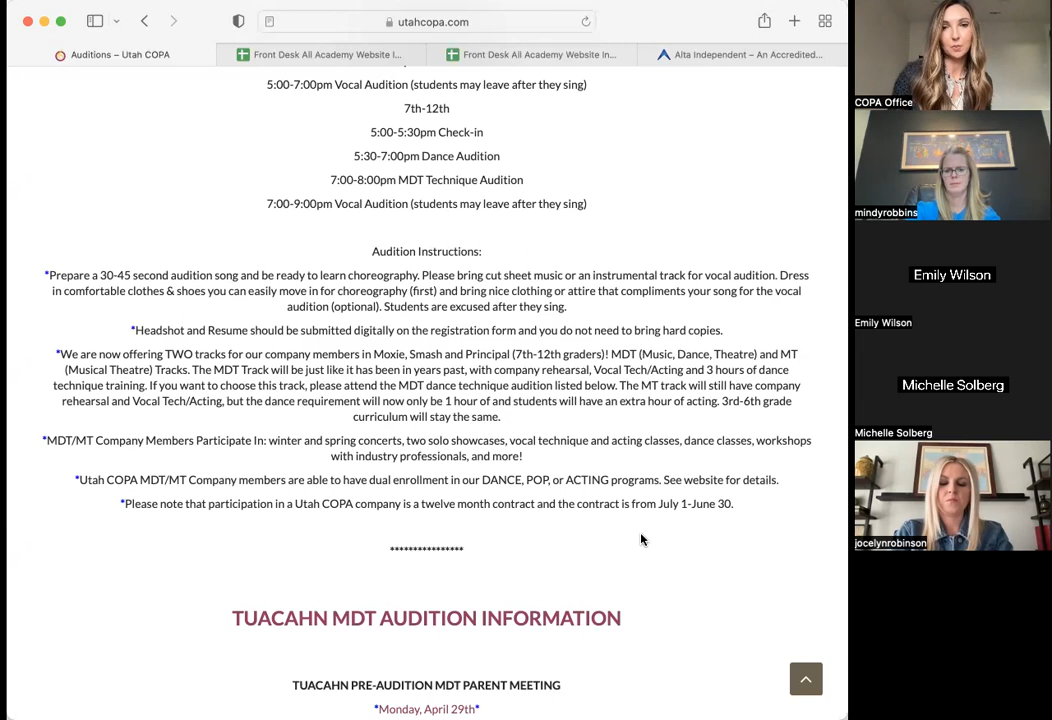 utahcopa.com
Auditions – Utah COPA
Front Desk All Academy Website I...
Front Desk All Academy Website In...
Alta Independent – An Accredited...
5:00-7:00pm Vocal Audition (students may leave after they sing)
7th-12th
5:00-5:30pm Check-in
5:30-7:00pm Dance Audition
7:00-8:00pm MDT Technique Audition
7:00-9:00pm Vocal Audition (students may leave after they sing)
Audition Instructions:
*Prepare a 30-45 second audition song and be ready to learn choreography. Please bring cut sheet music or an instrumental track for vocal audition. Dress
in comfortable clothes & shoes you can easily move in for choreography (first) and bring nice clothing or attire that compliments your song for the vocal
audition (optional). Students are excused after they sing.
*Headshot and Resume should be submitted digitally on the registration form and you do not need to bring hard copies.
*We are now offering TWO tracks for our company members in Moxie, Smash and Principal (7th-12th graders)! MDT (Music, Dance, Theatre) and MT
(Musical Theatre) Tracks. The MDT Track will be just like it has been in years past, with company rehearsal, Vocal Tech/Acting and 3 hours of dance
technique training. If you want to choose this track, please attend the MDT dance technique audition listed below. The MT track will still have company
rehearsal and Vocal Tech/Acting, but the dance requirement will now only be 1 hour of and students will have an extra hour of acting. 3rd-6th grade
curriculum will stay the same.
*MDT/MT Company Members Participate In: winter and spring concerts, two solo showcases, vocal technique and acting classes, dance classes, workshops
with industry professionals, and more!
*Utah COPA MDT/MT Company members are able to have dual enrollment in our DANCE, POP, or ACTING programs. See website for details.
*Please note that participation in a Utah COPA company is a twelve month contract and the contract is from July 1-June 30.
****************
TUACAHN MDT AUDITION INFORMATION
TUACAHN PRE-AUDITION MDT PARENT MEETING
*Monday, April 29th*
COPA Office
mindyrobbins
Emily Wilson
Emily Wilson
Michelle Solberg
Michelle Solberg
jocelynrobinson